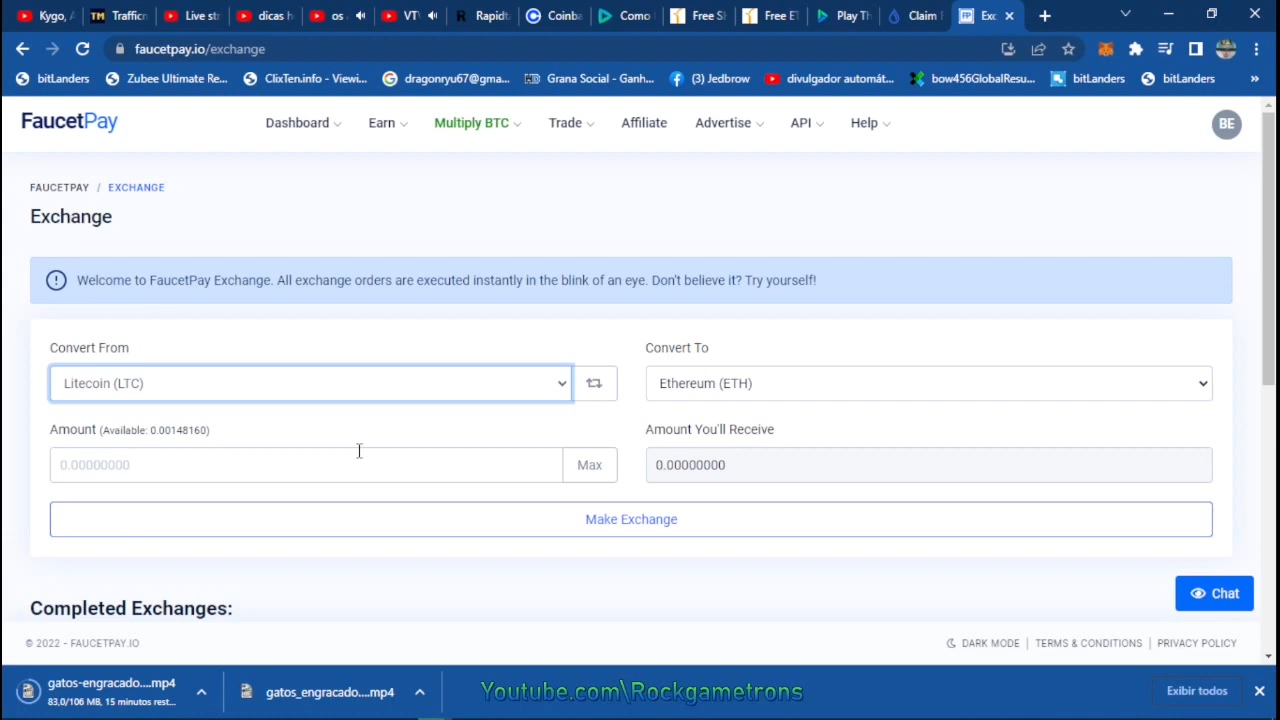 Kygo,
Traffic
Live str
dicas h
os
VT
Rapidt
Coinba
Como
Free S
Free E
Play Th
Claim
Exc
faucetpay.io/exchange
bitLanders
Zubee Ultimate Re...
ClixTen.info - Viewi...
dragonryu67@gma...
Grana Social - Ganh...
(3) Jedbrow
divulgador automát...
bow456GlobalResu...
bitLanders
bitLanders
FaucetPay
Dashboard
Earn
Multiply BTC
Trade
Affiliate
Advertise
API
Help
BE
FAUCETPAY / EXCHANGE
Exchange
Welcome to FaucetPay Exchange. All exchange orders are executed instantly in the blink of an eye. Don't believe it? Try yourself!
Convert From
Convert To
Litecoin (LTC)
Ethereum (ETH)
Amount (Available: 0.00148160)
Amount You'll Receive
0.00000000
Max
0.00000000
Make Exchange
Completed Exchanges:
Chat
© 2022 - FAUCETPAY.IO
DARK MODE | TERMS & CONDITIONS | PRIVACY POLICY
gatos-engracado....mp4
83,0/106 MB, 15 minutos rest...
gatos_engracado....mp4
Youtube.com\Rockgametrons
Exibir todos